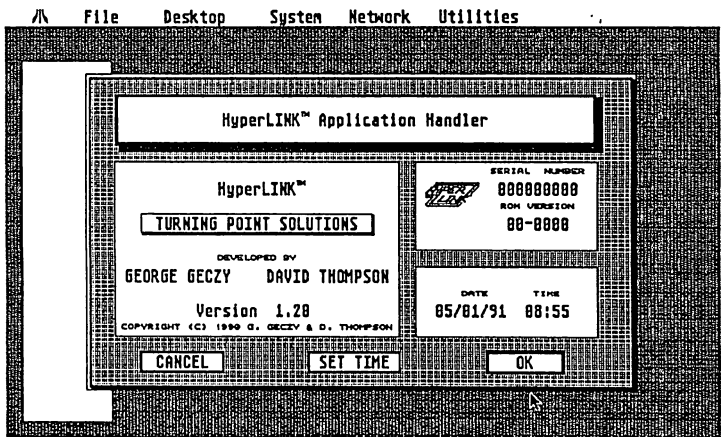 File Desktop System Network Utilities
HyperLINK™ Application Handler
HyperLINK™
TURNING POINT SOLUTIONS
DEVELOPED BY
GEORGE GECZY DAVID THOMPSON
Version 1.20
COPYRIGHT (C) 1990 G. GECZY & D. THOMPSON
HYPER LINK
SERIAL NUMBER
000000000
ROM VERSION
00-0000
DATE TIME
05/01/91 08:55
CANCEL SET TIME OK